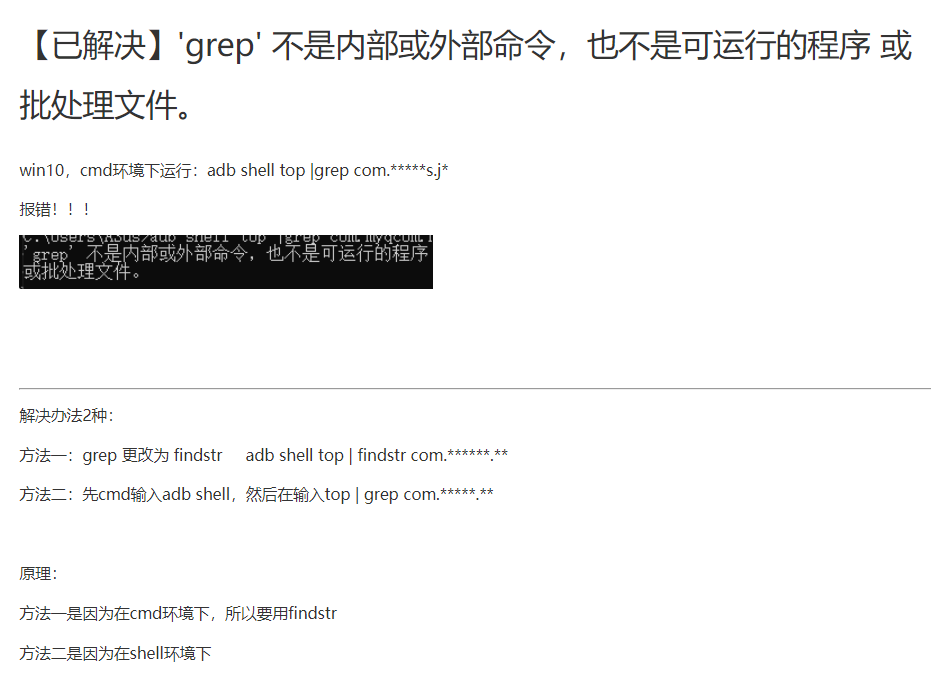 【已解决】'grep' 不是内部或外部命令，也不是可运行的程序 或
批处理文件。
win10，cmd环境下运行：adb shell top |grep com.*****s.j*
报错！！！
C:\Users\ASUS>adb shell top |grep com.myqcom.
'grep' 不是内部或外部命令，也不是可运行的程序
或批处理文件。
解决办法2种：
方法一：grep 更改为 findstr adb shell top | findstr com.******.**
方法二：先cmd输入adb shell，然后在输入top | grep com.*****.**
原理：
方法一是因为在cmd环境下，所以要用findstr
方法二是因为在shell环境下